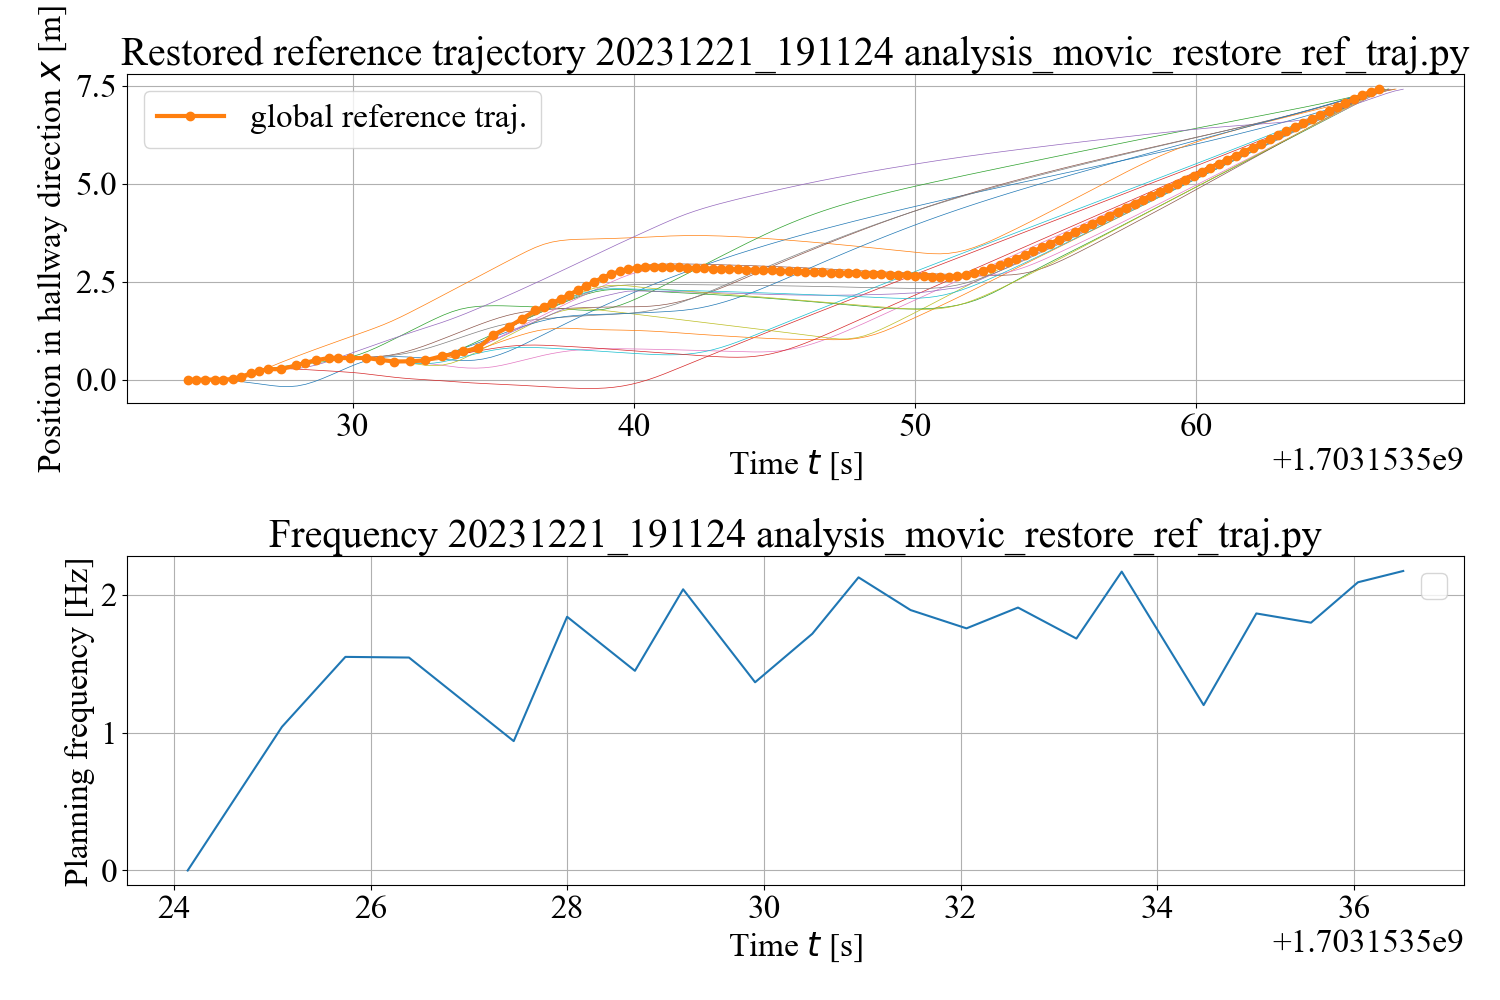 Restored reference trajectory 20231221_191124 analysis_movic_restore_ref_traj.py
Position in hallway direction x [m]
7.5
5.0
2.5
0.0
global reference traj.
30 40 50 60
Time t [s]
+1.7031535e9
Frequency 20231221_191124 analysis_movic_restore_ref_traj.py
Planning frequency [Hz]
2
1
0
24 26 28 30 32 34 36
Time t [s]
+1.7031535e9